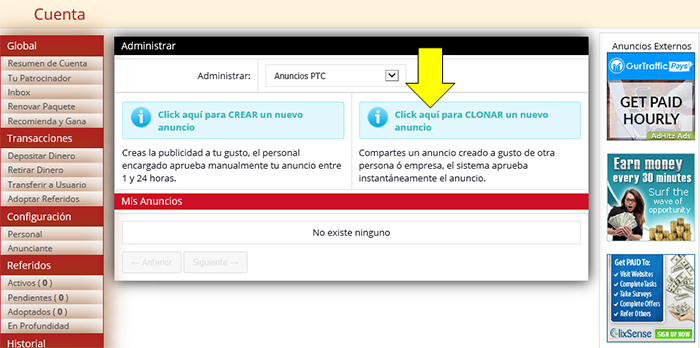 Cuenta
Global
Resumen de Cuenta
Tu Patrocinador
Inbox
Renovar Paquete
Recomienda y Gana
Transacciones
Depositar Dinero
Retirar Dinero
Transferir a Usuario
Adoptar Referidos
Configuración
Personal
Anunciante
Referidos
Activos ( 0 )
Pendientes ( 0 )
Adoptados ( 0 )
En Profundidad
Historial
Administrar
Administrar: Anuncios PTC
Click aquí para CREAR un nuevo
anuncio
Creas la publicidad a tu gusto, el personal
encargado aprueba manualmente tu anuncio entre
1 y 24 horas.
Click aquí para CLONAR un nuevo
anuncio
Compartes un anuncio creado a gusto de otra
persona ó empresa, el sistema aprueba
instantáneamente el anuncio.
Mis Anuncios
No existe ninguno
← Anterior
Siguiente →
Anuncios Externos
OurTraffic Pays!
GET PAID
HOURLY
AdHitz Ads
Earn money
every 30 minutes
Surf the
wave of
opportunity
Get PAID To:
Visit Websites
Complete Tasks
Take Surveys
Complete Offers
Refer Others
ClixSense SIGN UP NOW